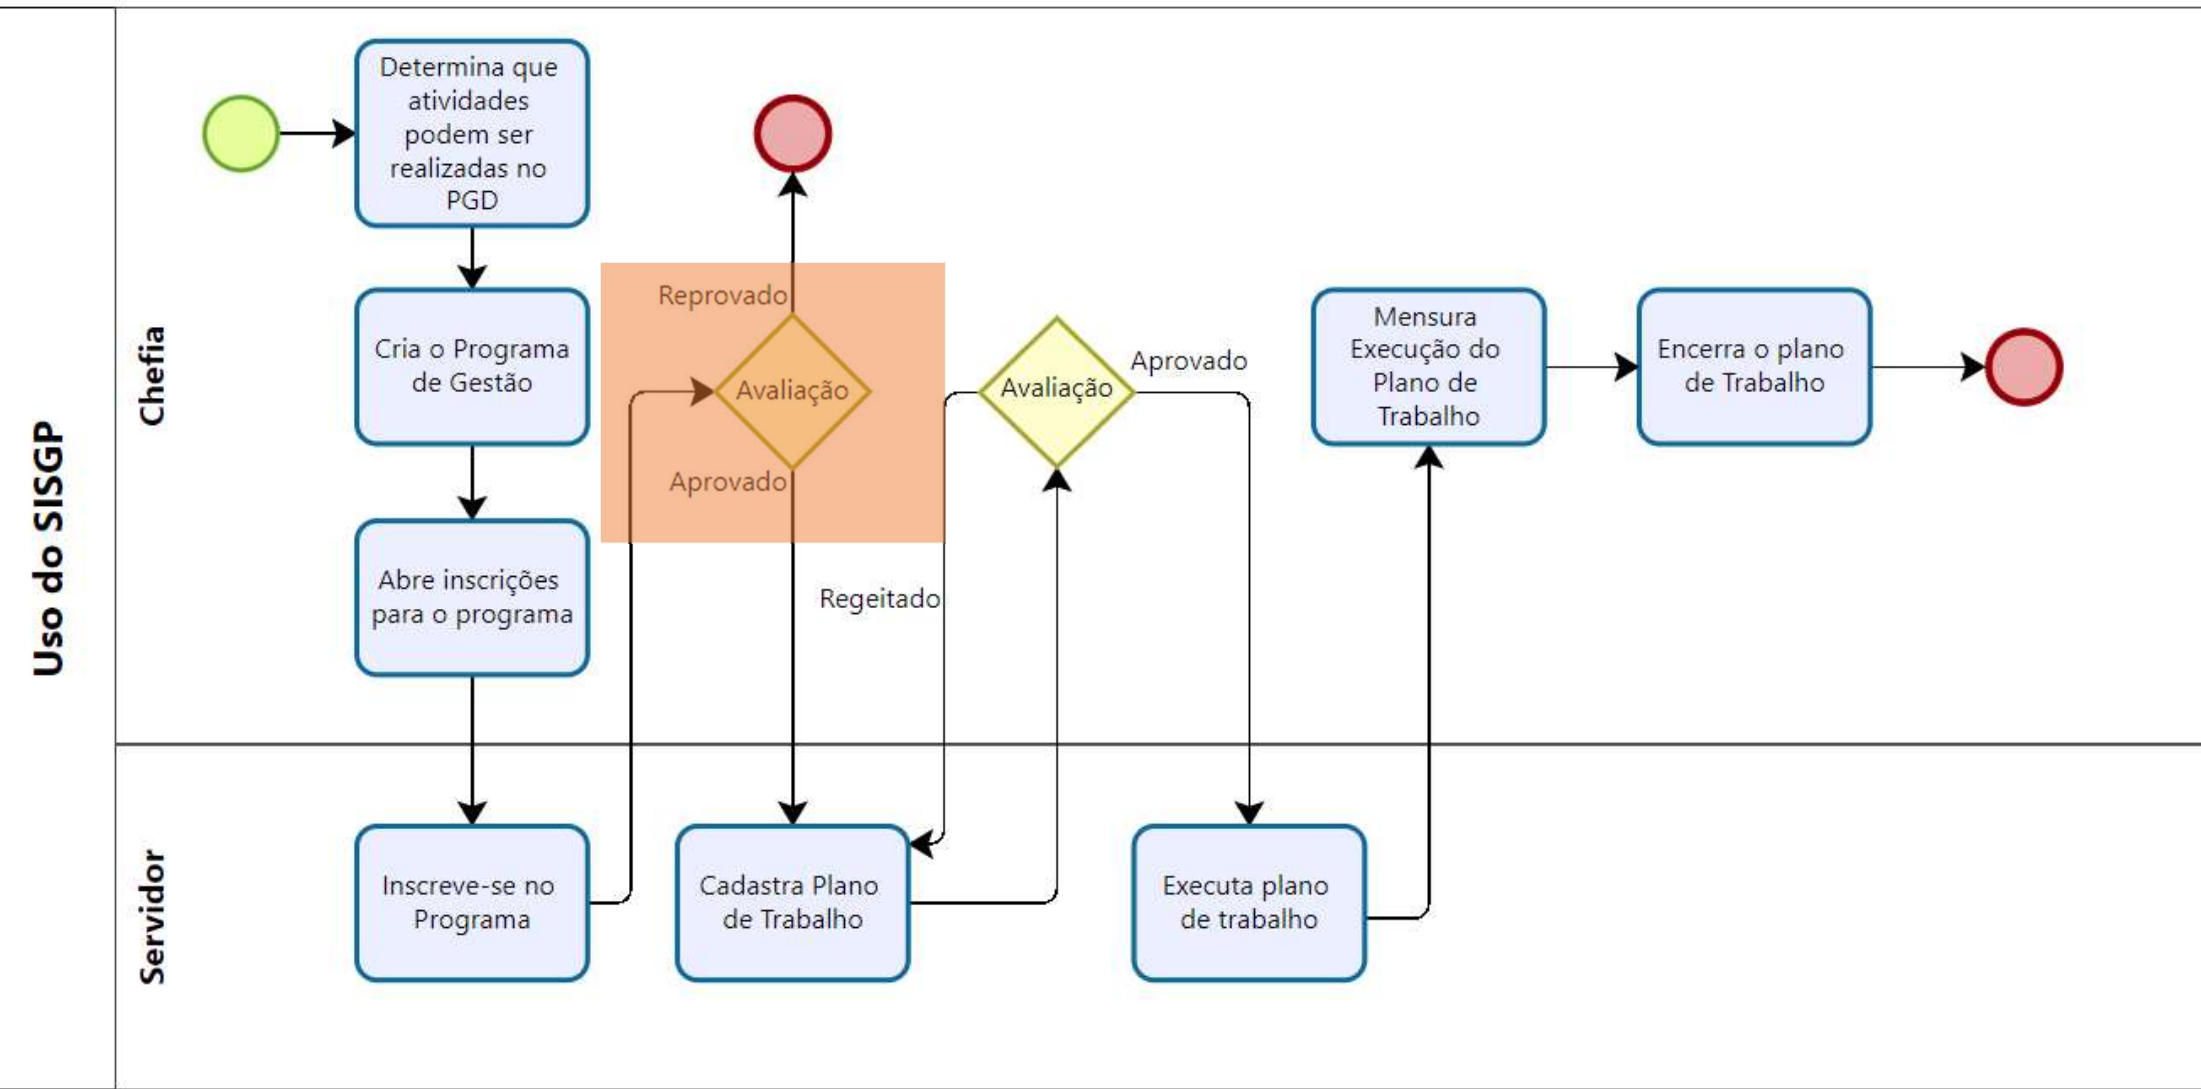 Uso do SISGP
Chefia
Determina que
atividades
podem ser
realizadas no
PGD
Cria o Programa
de Gestão
Abre inscrições
para o programa
Reprovado
Avaliação
Aprovado
Regeitado
Avaliação
Aprovado
Mensura
Execução do
Plano de
Trabalho
Encerra o plano
de Trabalho
Servidor
Inscreve-se no
Programa
Cadastra Plano
de Trabalho
Executa plano
de trabalho